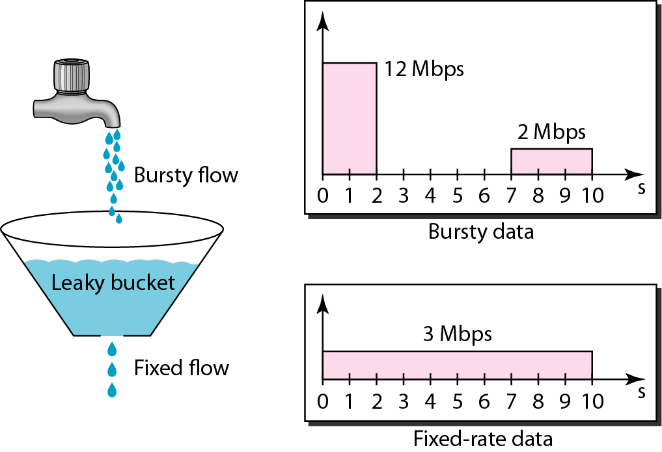 Bursty flow
Leaky bucket
Fixed flow
12 Mbps
2 Mbps
0 1 2 3 4 5 6 7 8 9 10 s
Bursty data
3 Mbps
0 1 2 3 4 5 6 7 8 9 10 s
Fixed-rate data